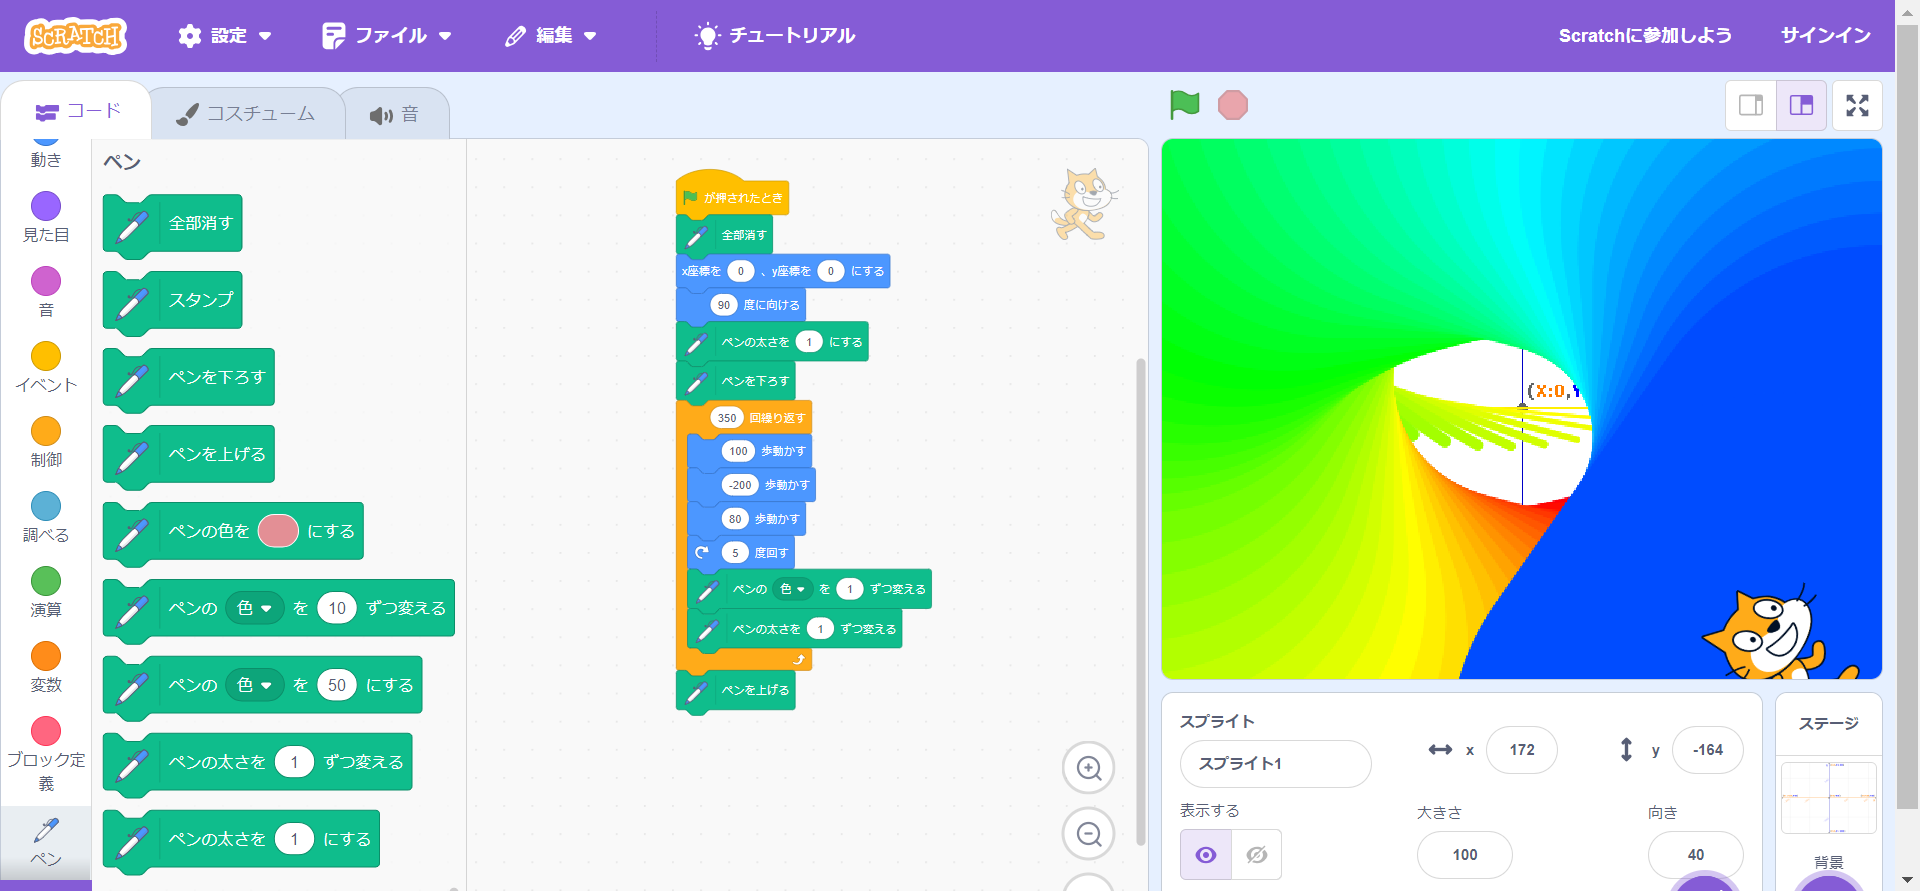 SCRATCH
設定
ファイル
編集
チュートリアル
Scratchに参加しよう
サインイン
コード
コスチューム
音
動き
見た目
音
イベント
制御
調べる
演算
変数
ブロック定
義
ペン
ペン
全部消す
スタンプ
ペンを下ろす
ペンを上げる
ペンの色を にする
ペンの 色 を 10 ずつ変える
ペンの 色 を 50 にする
ペンの太さを 1 ずつ変える
ペンの太さを 1 にする
が押されたとき
全部消す
x座標を 0 、y座標を 0 にする
90 度に向ける
ペンの太さを 1 にする
ペンを下ろす
350 回繰り返す
100 歩動かす
-200 歩動かす
80 歩動かす
5 度回す
ペンの 色 を 1 ずつ変える
ペンの太さを 1 ずつ変える
ペンを上げる
(X:0,Y
スプライト
スプライト1
x 172
y -164
表示する
大きさ
100
向き
40
ステージ
背景